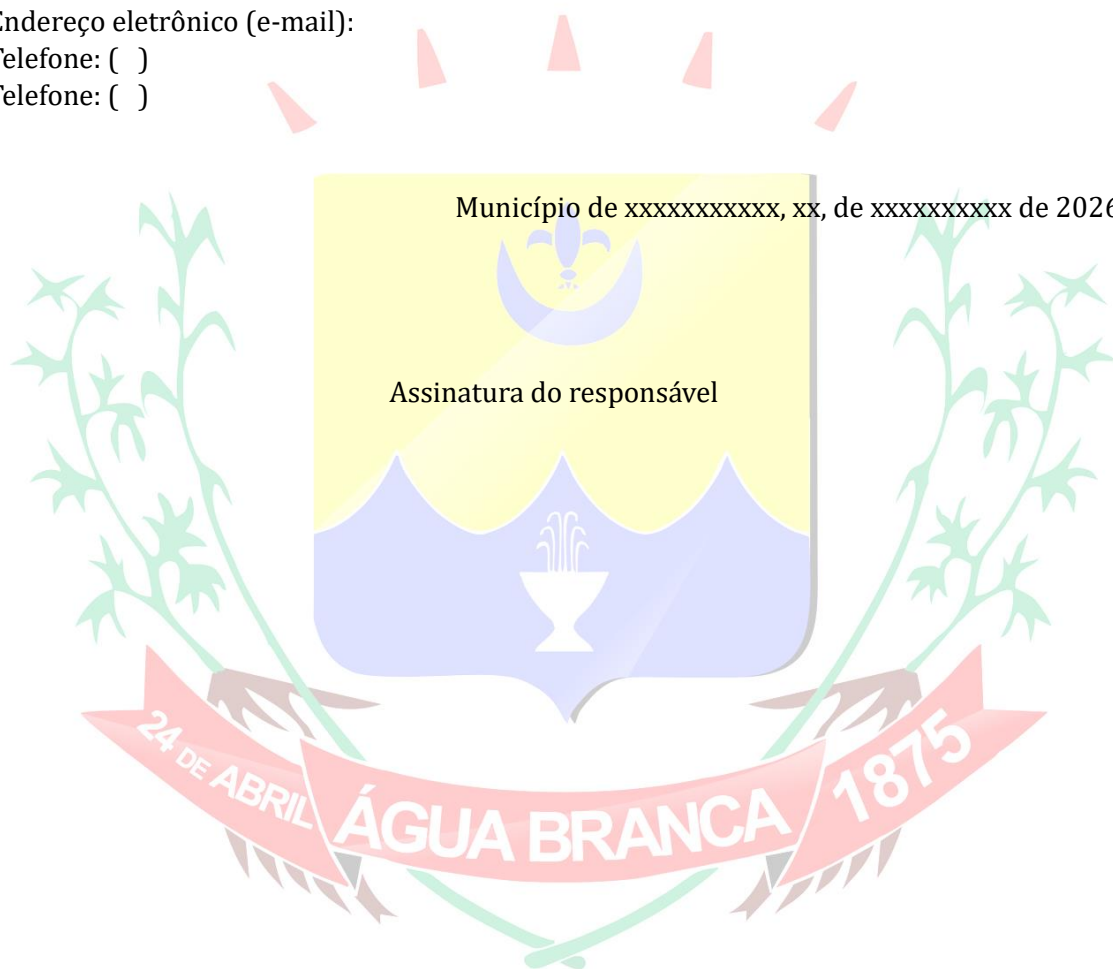 Endereço eletrônico (e-mail):
Telefone: ( )
Telefone: ( )
Município de xxxxxxxxxxx, xx, de xxxxxxxxxx de 2026
Assinatura do responsável
24 DE ABRIL
ÁGUA BRANCA
1875